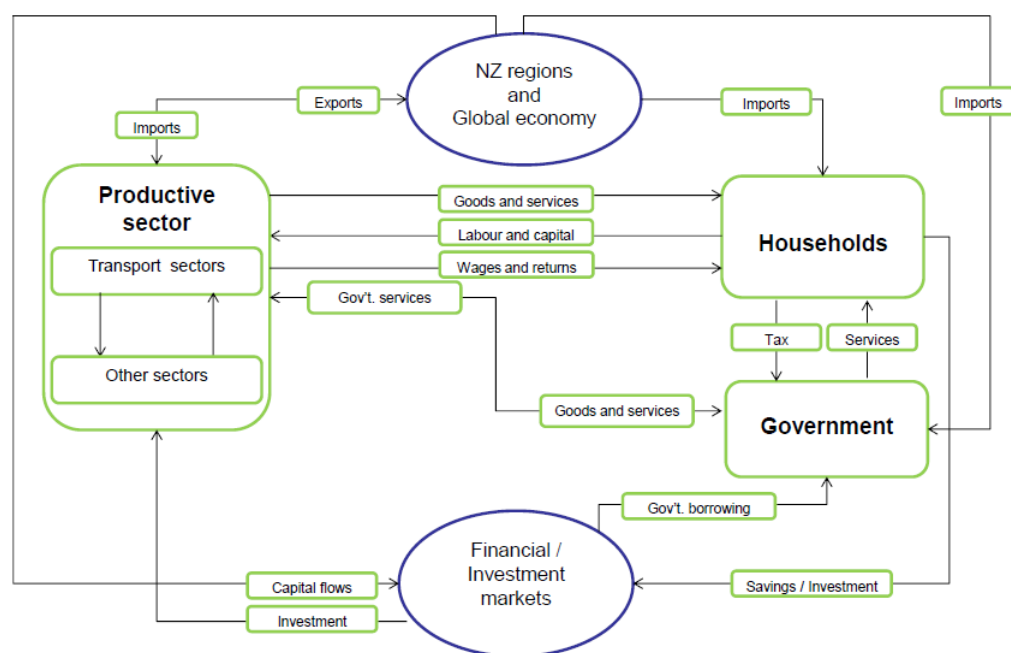 NZ regions
and
Global economy
Exports
Imports
Imports
Imports
Productive
sector
Transport sectors
Other sectors
Goods and services
Labour and capital
Wages and returns
Gov't. services
Households
Tax
Services
Goods and services
Government
Gov't. borrowing
Financial /
Investment
markets
Capital flows
Investment
Savings / Investment